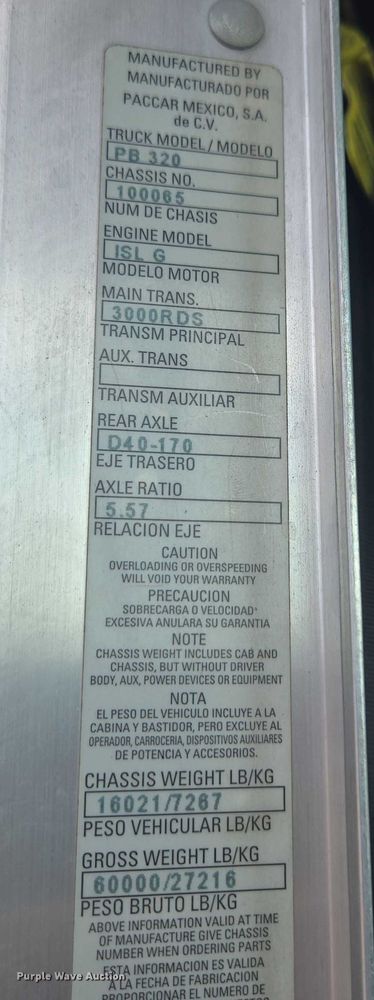 MANUFACTURED BY
MANUFACTURADO POR
PACCAR MEXICO, S.A.
de C.V.
TRUCK MODEL / MODELO
PB 320
CHASSIS NO.
100065
NUM DE CHASIS
ENGINE MODEL
ISL G
MODELO MOTOR
MAIN TRANS.
3000RDS
TRANSM PRINCIPAL
AUX. TRANS
TRANSM AUXILIAR
REAR AXLE
D40-170
EJE TRASERO
AXLE RATIO
5.57
RELACION EJE
CAUTION
OVERLOADING OR OVERSPEEDING
WILL VOID YOUR WARRANTY
PRECAUCION
SOBRECARGA O VELOCIDAD
EXCESIVA ANULARA SU GARANTIA
NOTE
CHASSIS WEIGHT INCLUDES CAB AND
CHASSIS, BUT WITHOUT DRIVER
BODY, AUX, POWER DEVICES OR EQUIPMENT
NOTA
EL PESO DEL VEHICULO INCLUYE A LA
CABINA Y BASTIDOR, PERO EXCLUYE AL
OPERADOR, CARROCERIA, DISPOSITIVOS AUXILIARES
DE POTENCIA Y ACCESORIOS.
CHASSIS WEIGHT LB/KG
16021/7267
PESO VEHICULAR LB/KG
GROSS WEIGHT LB/KG
60000/27216
PESO BRUTO LB/KG
ABOVE INFORMATION VALID AT TIME
OF MANUFACTURE GIVE CHASSIS
NUMBER WHEN ORDERING PARTS
ESTA INFORMACION ES VALIDA
A LA FECHA DE FABRICACION
PROPORCIONAR EL NUMERO DE
Purple Wave Auction